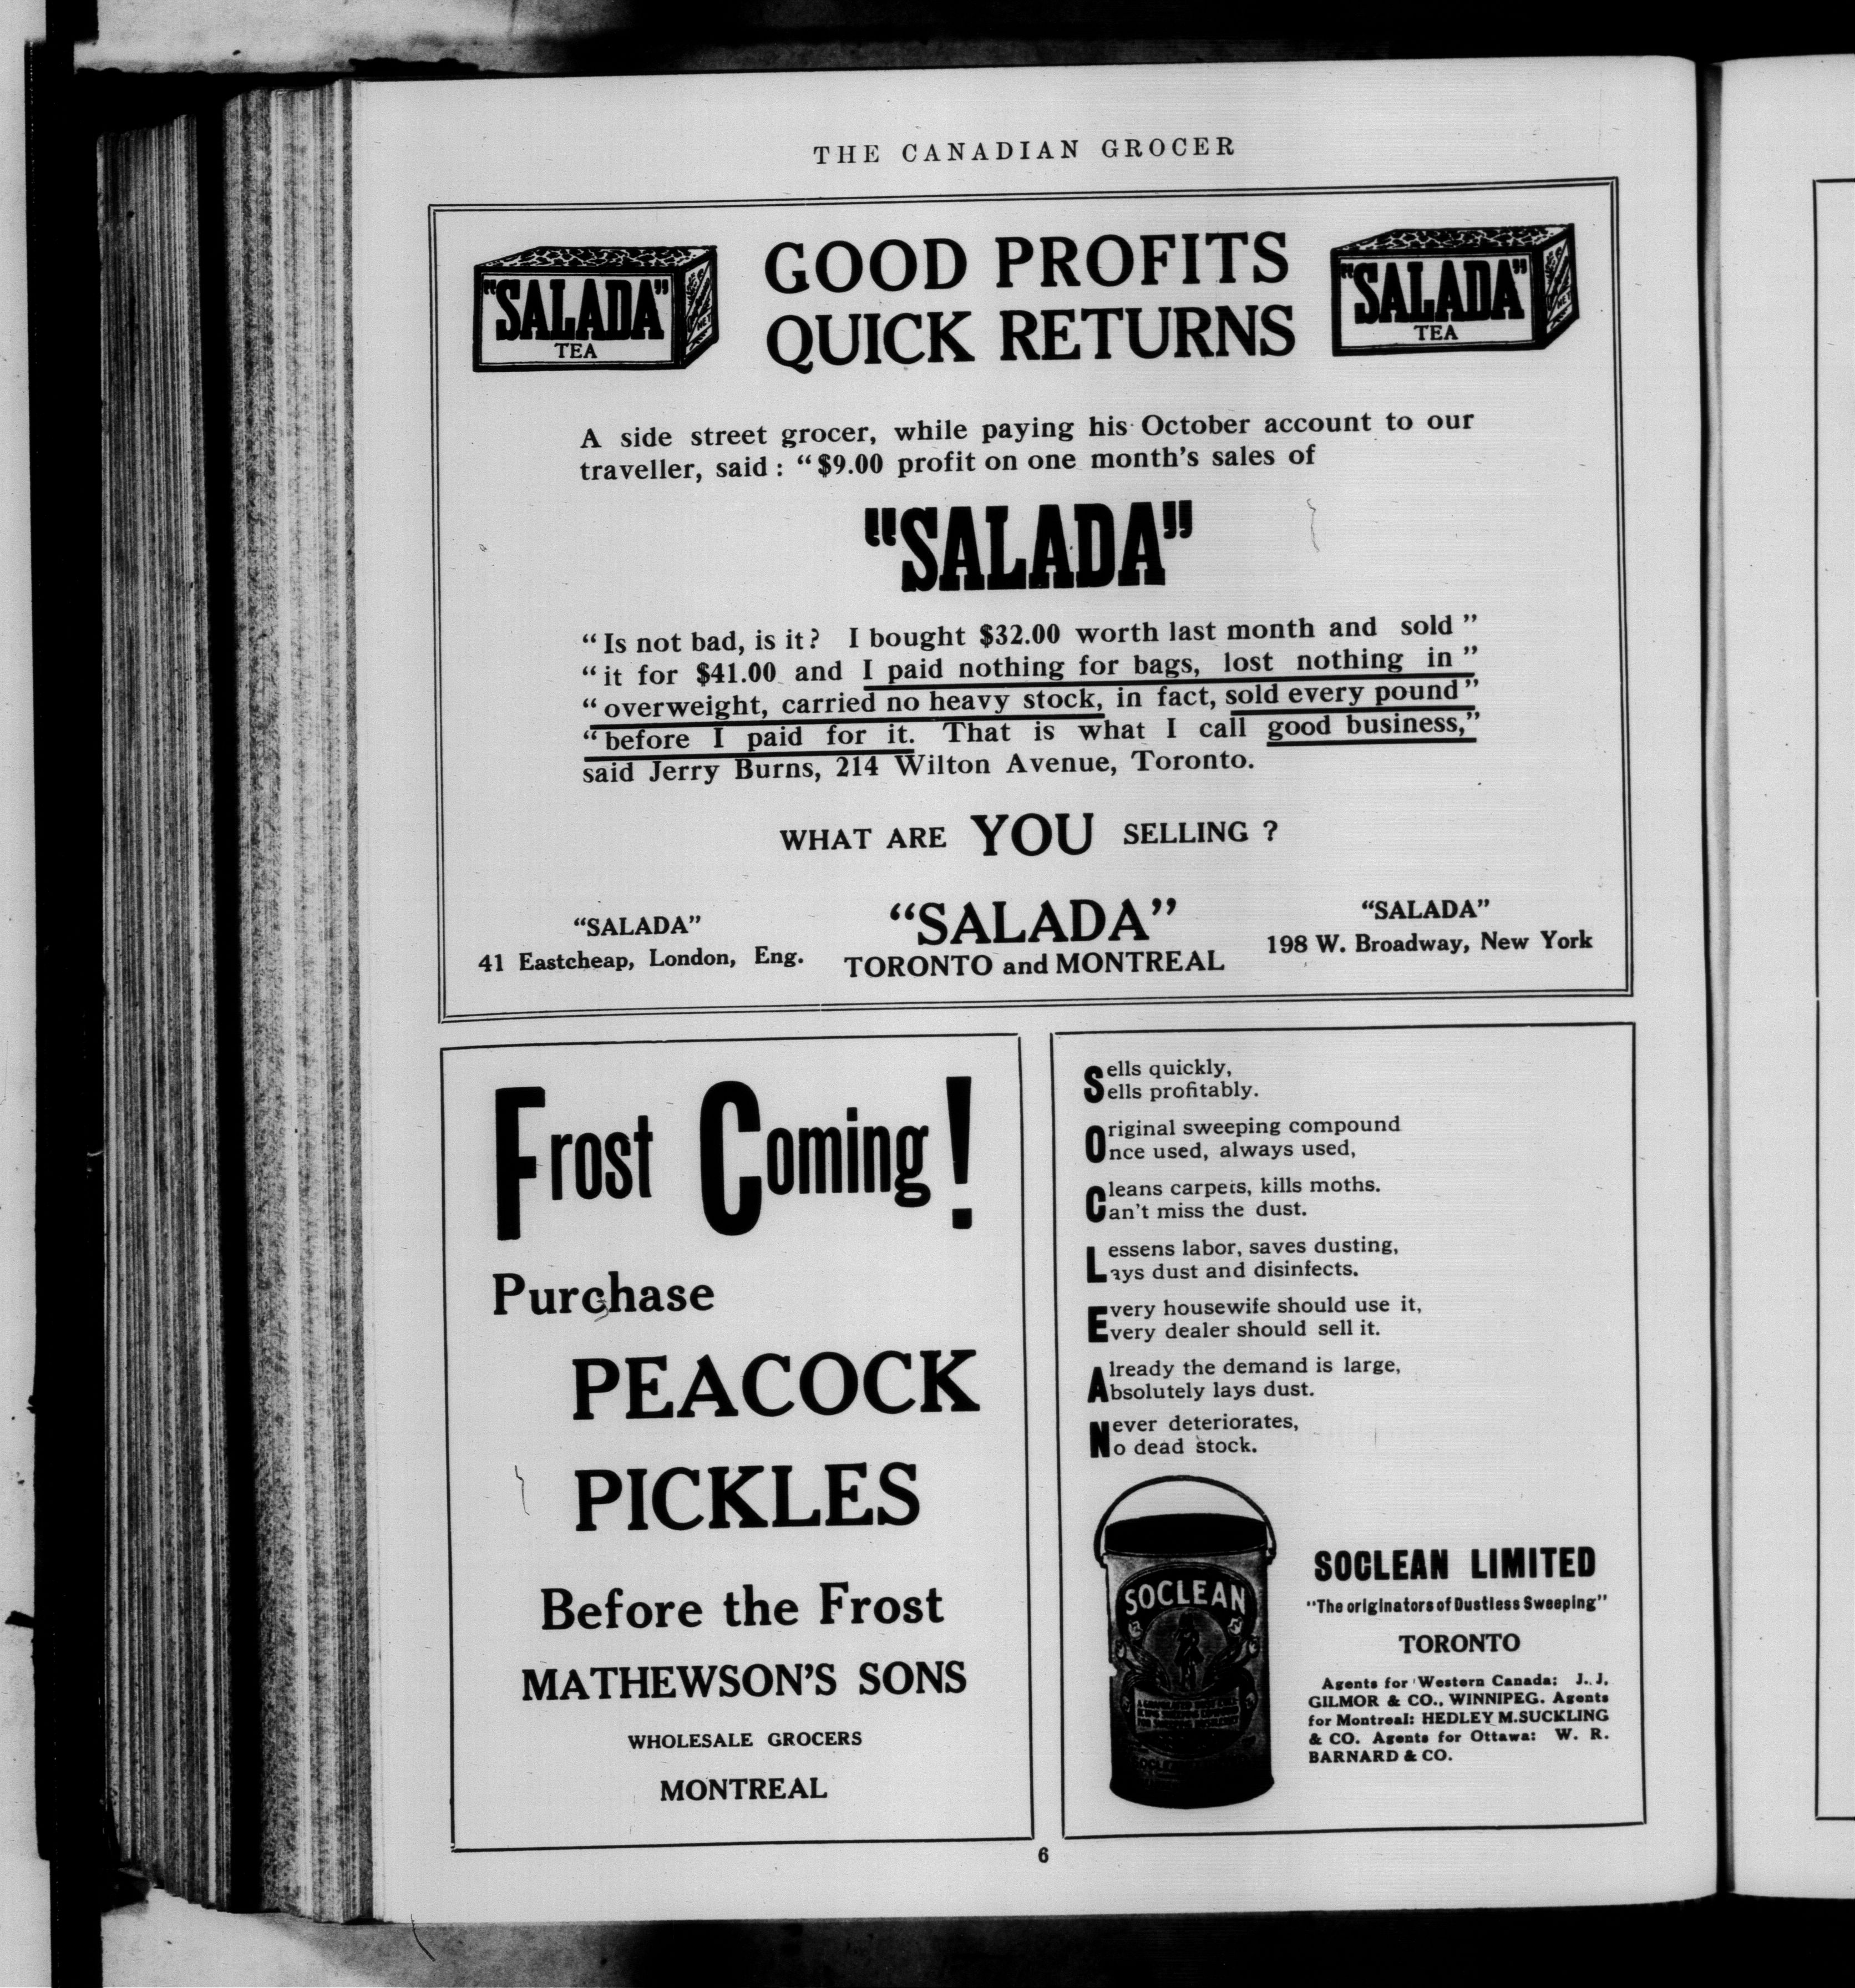 THE CANADIAN GROCER
"SALADA"
TEA
GOOD PROFITS
QUICK RETURNS
"SALADA"
TEA
A side street grocer, while paying his October account to our
traveller, said : "$9.00 profit on one month's sales of
"SALADA"
"Is not bad, is it? I bought $32.00 worth last month and sold"
"it for $41.00 and I paid nothing for bags, lost nothing in"
"overweight, carried no heavy stock, in fact, sold every pound"
"before I paid for it. That is what I call good business,"
said Jerry Burns, 214 Wilton Avenue, Toronto.
WHAT ARE YOU SELLING ?
"SALADA"
41 Eastcheap, London, Eng.
"SALADA"
TORONTO and MONTREAL
"SALADA"
198 W. Broadway, New York
Frost Coming!
Purchase
PEACOCK
PICKLES
Before the Frost
MATHEWSON'S SONS
WHOLESALE GROCERS
MONTREAL
Sells quickly,
Sells profitably.
Original sweeping compound
Once used, always used,
Cleans carpets, kills moths.
Can't miss the dust.
Lessens labor, saves dusting,
Lays dust and disinfects.
Every housewife should use it,
Every dealer should sell it.
Already the demand is large,
Absolutely lays dust.
Never deteriorates,
No dead stock.
SOCLEAN
SOCLEAN LIMITED
"The originators of Dustless Sweeping"
TORONTO
Agents for Western Canada: J. J.
GILMOR & CO., WINNIPEG. Agents
for Montreal: HEDLEY M. SUCKLING
& CO. Agents for Ottawa: W. R.
BARNARD & CO.
6